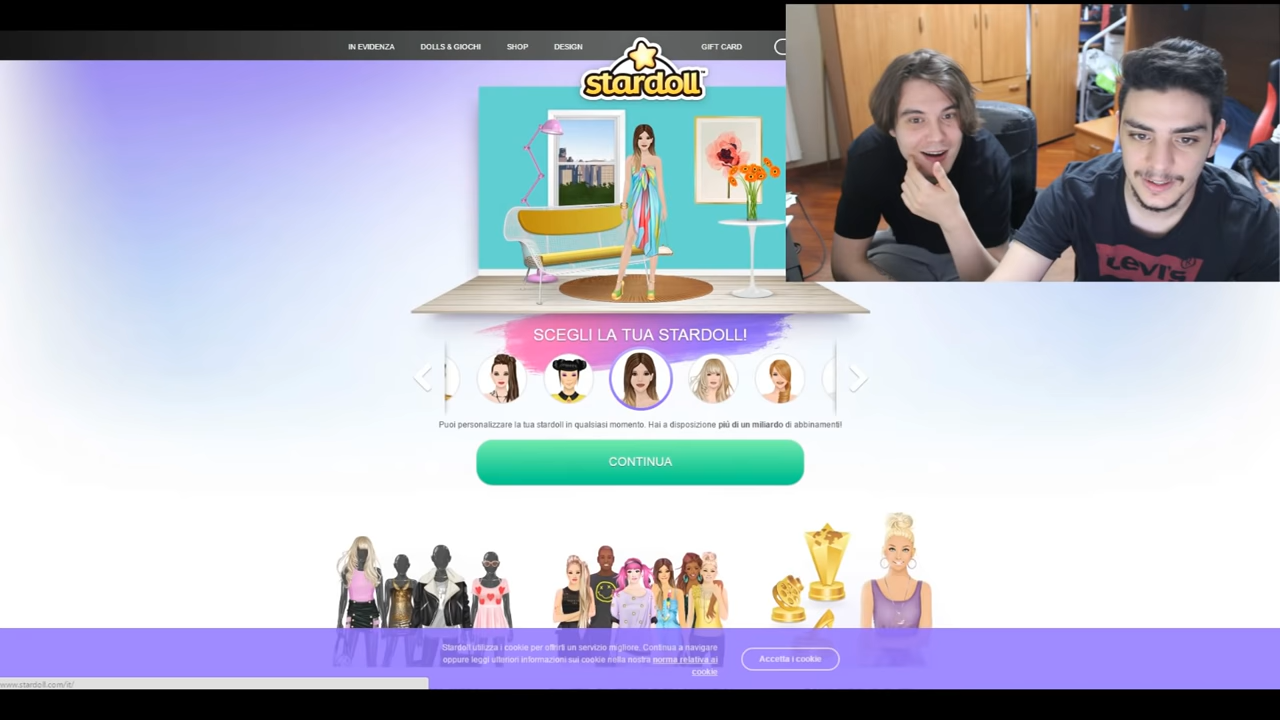 IN EVIDENZA DOLLS & GIOCHI SHOP DESIGN GIFT CARD
stardoll™
LEVI'S
SCEGLI LA TUA STARDOLL!
Puoi personalizzare la tua stardoll in qualsiasi momento. Hai a disposizione più di un miliardo di abbinamenti!
CONTINUA
Stardoll utilizza i cookie per offrirti un servizio migliore. Continua a navigare
oppure leggi ulteriori informazioni sui cookie nella nostra norma relativa ai
cookie
Accetta i cookie
www.stardoll.com/it/